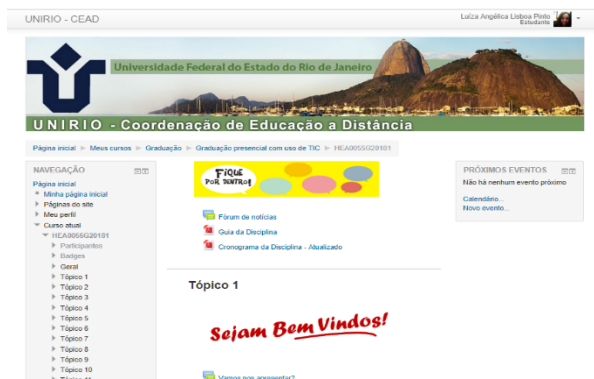 UNIRIO - CEAD
Luíza Angélica Lisboa Pinto
Estudante
Universidade Federal do Estado do Rio de Janeiro
UNIRIO - Coordenação de Educação a Distância
Página inicial Meus cursos Graduação Graduação presencial com uso de TIC HEA0055G20101
NAVEGAÇÃO
Página inicial
Minha página inicial
Páginas do site
Meu perfil
Curso atual
HEA0055G20101
Participantes
Badges
Geral
Tópico 1
Tópico 2
Tópico 3
Tópico 4
Tópico 5
Tópico 6
Tópico 7
Tópico 8
Tópico 9
Tópico 10
FIQUE
POR DENTRO!
Fórum de notícias
Guia da Disciplina
Cronograma da Disciplina - Atualizado
Tópico 1
Sejam Bem Vindos!
Vamos nos apresentar?
PRÓXIMOS EVENTOS
Não há nenhum evento próximo
Calendário...
Novo evento...